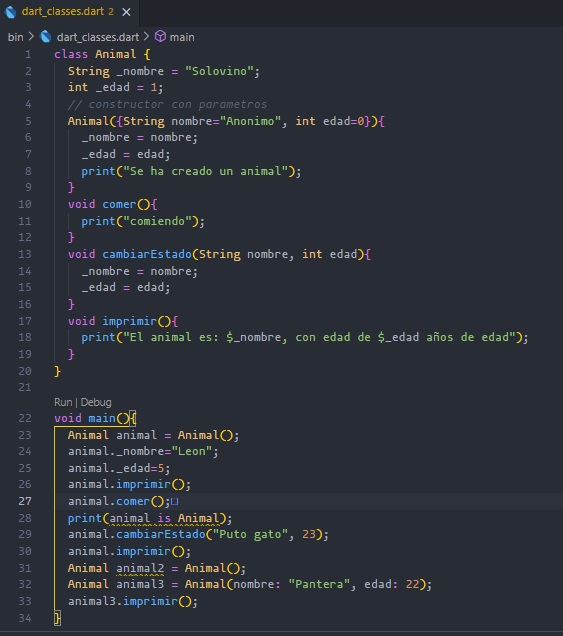 dart_classes.dart 2 ×
bin > dart_classes.dart > main
1 class Animal {
2 String _nombre = "Solovino";
3 int _edad = 1;
4 // constructor con parametros
5 Animal({String nombre="Anonimo", int edad=0}){
6 _nombre = nombre;
7 _edad = edad;
8 print("Se ha creado un animal");
9 }
10 void comer(){
11 print("comiendo");
12 }
13 void cambiarEstado(String nombre, int edad){
14 _nombre = nombre;
15 _edad = edad;
16 }
17 void imprimir(){
18 print("El animal es: $_nombre, con edad de $_edad años de edad");
19 }
20 }
21
Run | Debug
22 void main(){
23 Animal animal = Animal();
24 animal._nombre="Leon";
25 animal._edad=5;
26 animal.imprimir();
27 animal.comer();
28 print(animal is Animal);
29 animal.cambiarEstado("Puto gato", 23);
30 animal.imprimir();
31 Animal animal2 = Animal();
32 Animal animal3 = Animal(nombre: "Pantera", edad: 22);
33 animal3.imprimir();
34 }